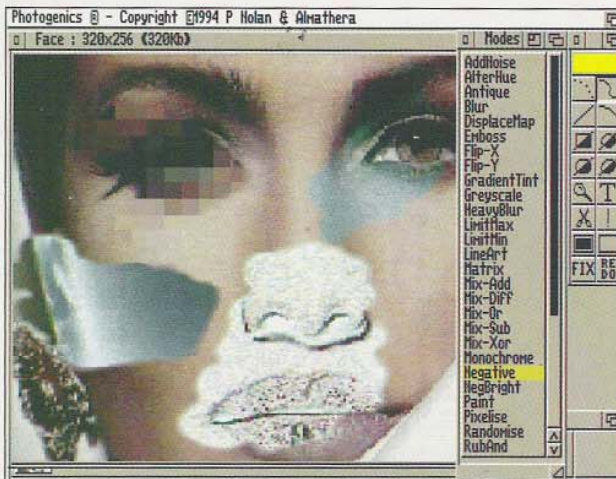 Photogenics ® - Copyright ©1994 P Nolan & Almathera
Face : 320x256 (320Kb)
Modes
AddNoise
AlterHue
Antique
Blur
DisplaceMap
Emboss
Flip-X
Flip-Y
GradientTint
Greyscale
HeavyBlur
LimitMax
LimitMin
LineArt
Matrix
Mix-Add
Mix-Diff
Mix-Or
Mix-Sub
Mix-Xor
Monochrome
Negative
NegBright
Paint
Pixelise
Randomise
RubAnd
T
FIX
RE
DO